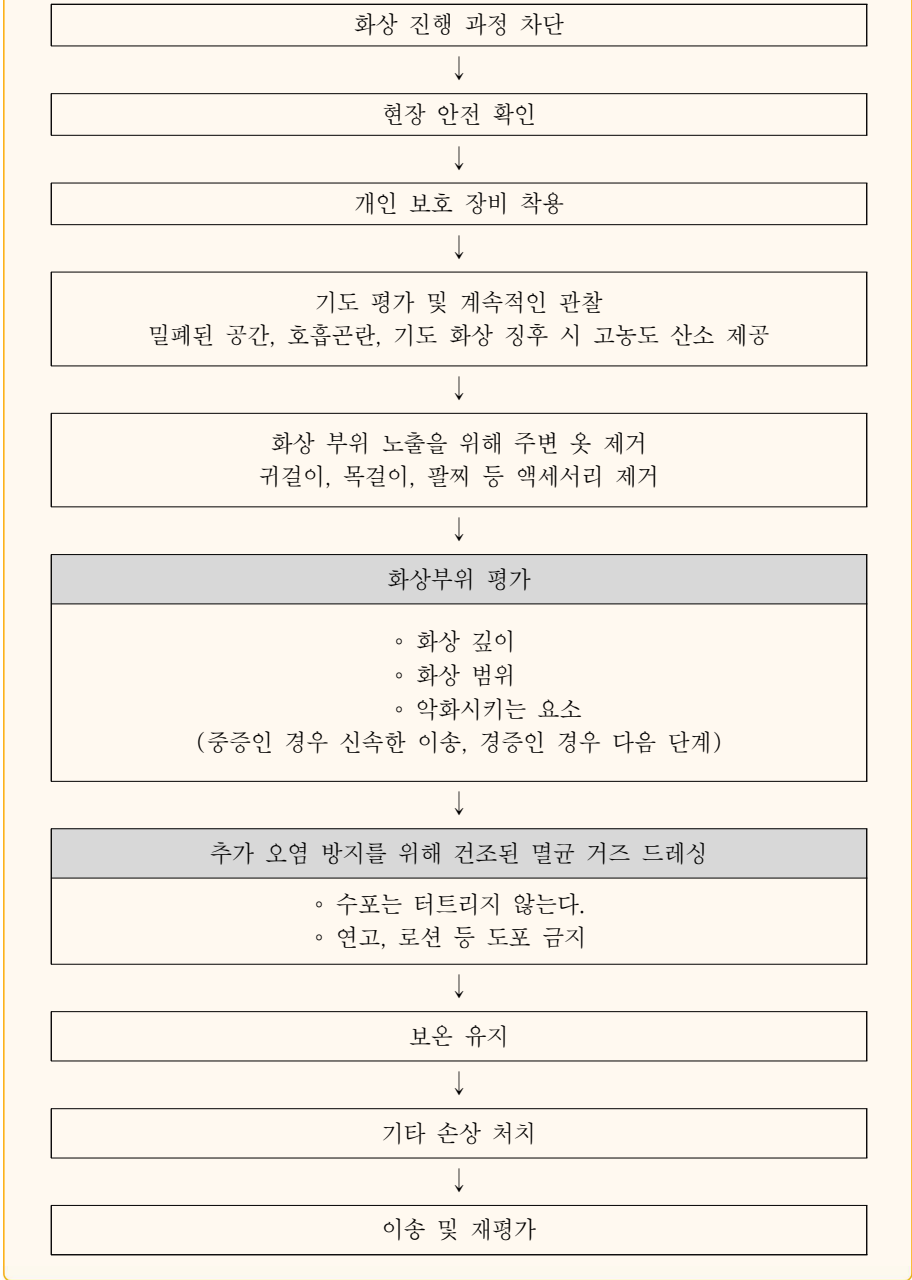 화상 진행 과정 차단
↓
현장 안전 확인
↓
개인 보호 장비 착용
↓
기도 평가 및 계속적인 관찰
밀폐된 공간, 호흡곤란, 기도 화상 징후 시 고농도 산소 제공
↓
화상 부위 노출을 위해 주변 옷 제거
귀걸이, 목걸이, 팔찌 등 액세서리 제거
↓
화상부위 평가
◦ 화상 깊이
◦ 화상 범위
◦ 악화시키는 요소
(중증인 경우 신속한 이송, 경증인 경우 다음 단계)
↓
추가 오염 방지를 위해 건조된 멸균 거즈 드레싱
◦ 수포는 터트리지 않는다.
◦ 연고, 로션 등 도포 금지
↓
보온 유지
↓
기타 손상 처치
↓
이송 및 재평가